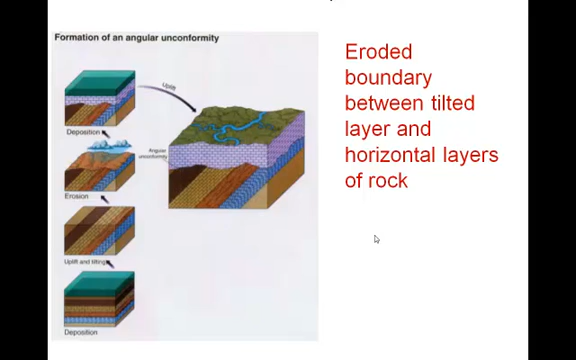 Formation of an angular unconformity
Uplift
Deposition
Angular
unconformity
Erosion
Uplift and tilting
Deposition
Eroded
boundary
between tilted
layer and
horizontal layers
of rock